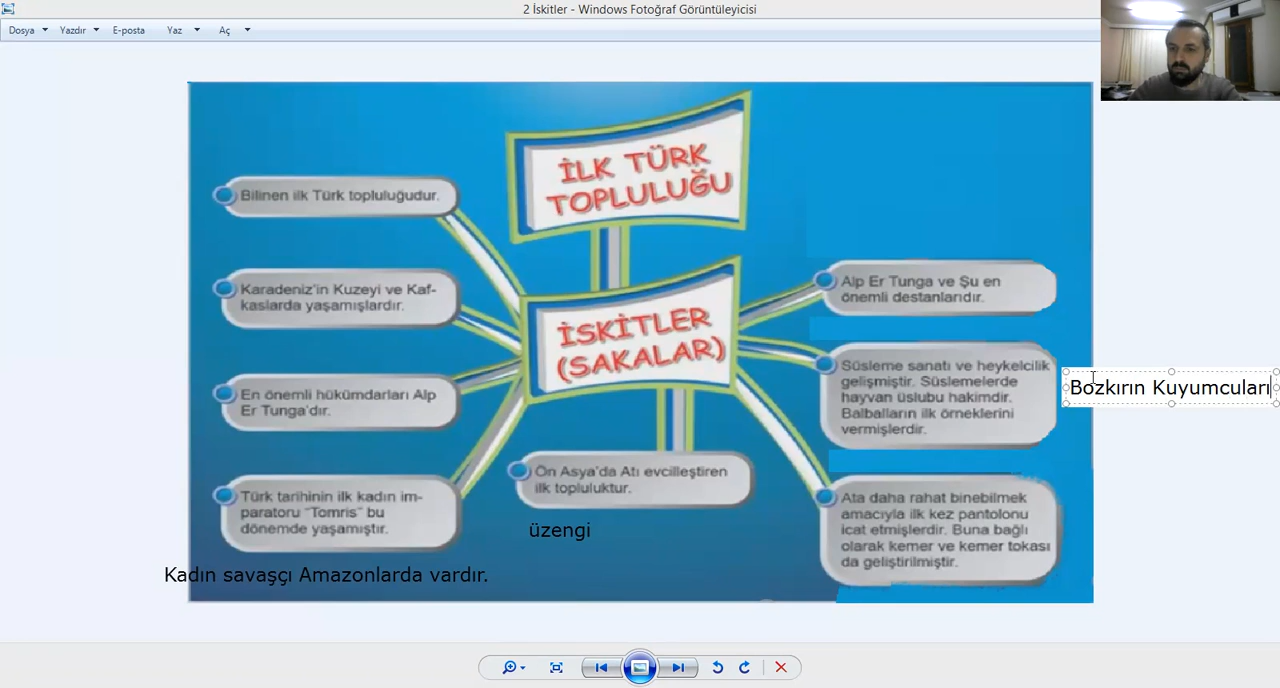 2 İskitler - Windows Fotoğraf Görüntüleyicisi
Dosya Yazdır E-posta Yaz Aç
İLK TÜRK
TOPLULUĞU
İSKİTLER
(SAKALAR)
Bilinen ilk Türk topluluğudur.
Karadeniz'in Kuzeyi ve Kaf-
kaslarda yaşamışlardır.
En önemli hükümdarları Alp
Er Tunga'dır.
Türk tarihinin ilk kadın im-
paratoru "Tomris" bu
dönemde yaşamıştır.
Kadın savaşçı Amazonlarda vardır.
Ön Asya'da Atı evcilleştiren
ilk topluluktur.
üzengi
Alp Er Tunga ve Şu en
önemli destanlarıdır.
Süsleme sanatı ve heykelcilik
gelişmiştir. Süslemelerde
hayvan üslubu hakimdir.
Balbalların ilk örneklerini
vermişlerdir.
Bozkırın Kuyumcuları
Ata daha rahat binebilmek
amacıyla ilk kez pantolonu
icat etmişlerdir. Buna bağlı
olarak kemer ve kemer tokası
da geliştirilmiştir.